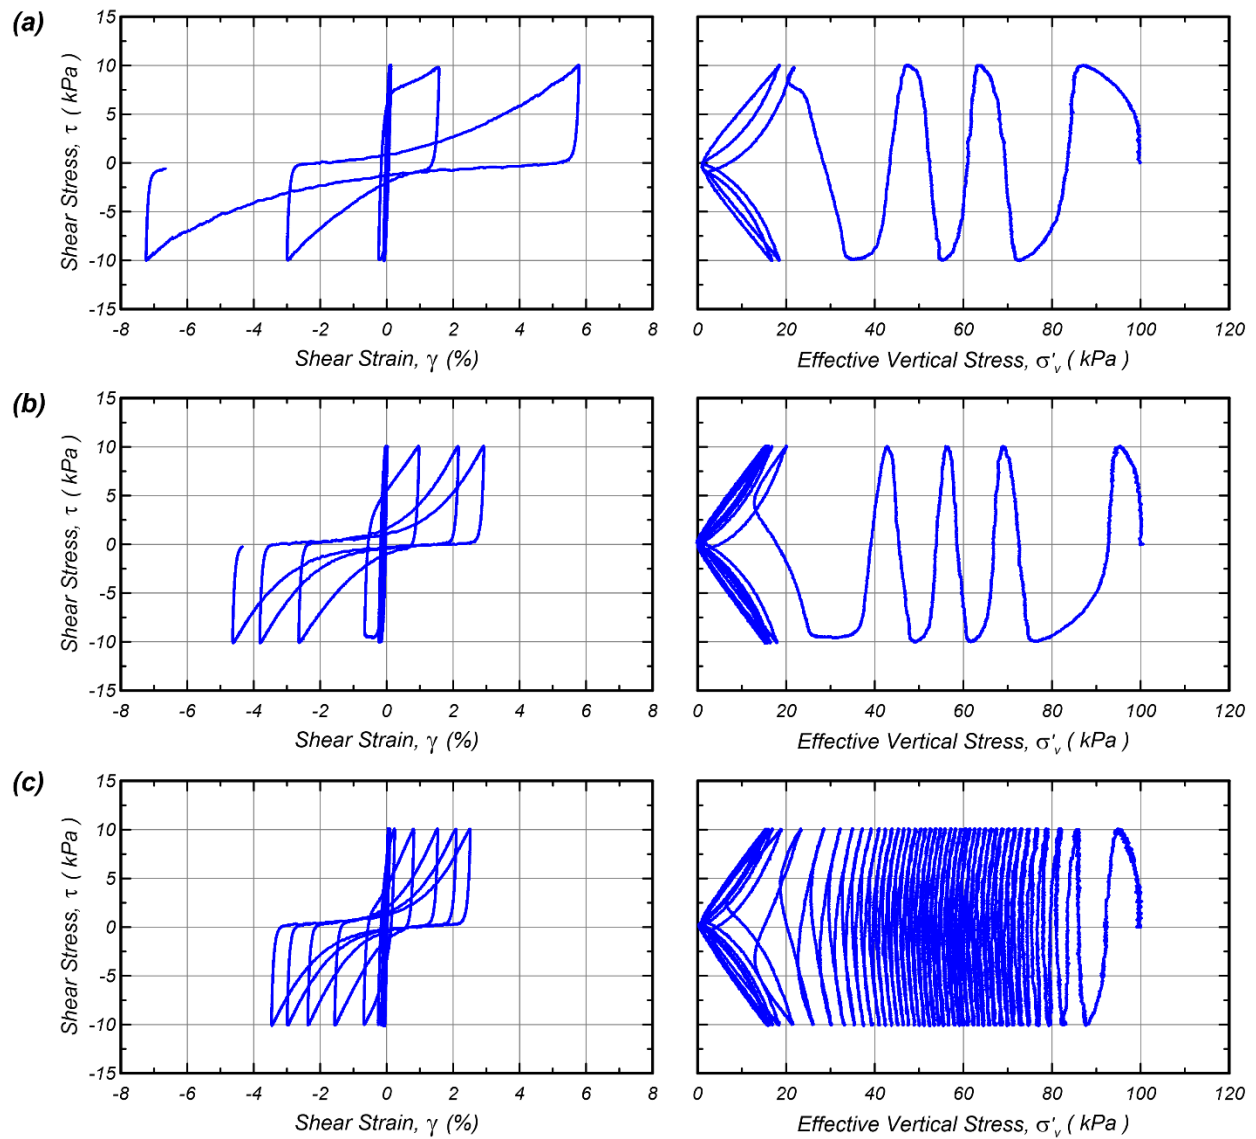 (a)
Shear Stress, τ ( kPa )
15
10
5
0
-5
-10
-15
-8 -6 -4 -2 0 2 4 6 8
Shear Strain, γ (%)
0 20 40 60 80 100 120
Effective Vertical Stress, σ'v ( kPa )
(b)
Shear Stress, τ ( kPa )
15
10
5
0
-5
-10
-15
-8 -6 -4 -2 0 2 4 6 8
Shear Strain, γ (%)
0 20 40 60 80 100 120
Effective Vertical Stress, σ'v ( kPa )
(c)
Shear Stress, τ ( kPa )
15
10
5
0
-5
-10
-15
-8 -6 -4 -2 0 2 4 6 8
Shear Strain, γ (%)
0 20 40 60 80 100 120
Effective Vertical Stress, σ'v ( kPa )